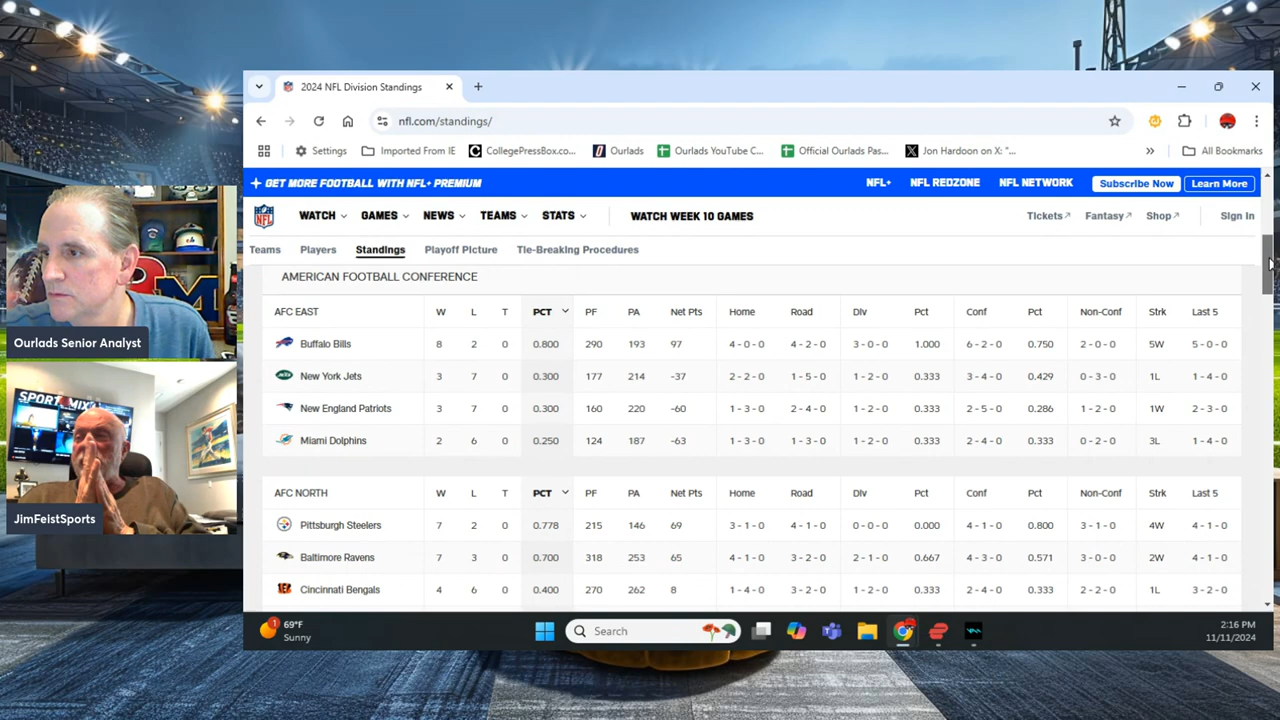 2024 NFL Division Standings
nfl.com/standings/
Settings
Imported From IE
CollegePressBox.co...
Ourlads
Ourlads YouTube C...
Official Ourlads Pas...
Jon Hardoon on X: "...
All Bookmarks
GET MORE FOOTBALL WITH NFL+ PREMIUM
NFL+ NFL REDZONE NFL NETWORK Subscribe Now Learn More
WATCH GAMES NEWS TEAMS STATS WATCH WEEK 10 GAMES Tickets Fantasy Shop Sign In
Teams Players Standings Playoff Picture Tie-Breaking Procedures
AMERICAN FOOTBALL CONFERENCE
AFC EAST W L T PCT PF PA Net Pts Home Road Div Pct Conf Pct Non-Conf Strk Last 5
Buffalo Bills 8 2 0 0.800 290 193 97 4 - 0 - 0 4 - 2 - 0 3 - 0 - 0 1.000 6 - 2 - 0 0.750 2 - 0 - 0 5W 5 - 0 - 0
New York Jets 3 7 0 0.300 177 214 -37 2 - 2 - 0 1 - 5 - 0 1 - 2 - 0 0.333 3 - 4 - 0 0.429 0 - 3 - 0 1L 1 - 4 - 0
New England Patriots 3 7 0 0.300 160 220 -60 1 - 3 - 0 2 - 4 - 0 1 - 2 - 0 0.333 2 - 5 - 0 0.286 1 - 2 - 0 1W 2 - 3 - 0
Miami Dolphins 2 6 0 0.250 124 187 -63 1 - 3 - 0 1 - 3 - 0 1 - 2 - 0 0.333 2 - 4 - 0 0.333 0 - 2 - 0 3L 1 - 4 - 0
AFC NORTH W L T PCT PF PA Net Pts Home Road Div Pct Conf Pct Non-Conf Strk Last 5
Pittsburgh Steelers 7 2 0 0.778 215 146 69 3 - 1 - 0 4 - 1 - 0 0 - 0 - 0 0.000 4 - 1 - 0 0.800 3 - 1 - 0 4W 4 - 1 - 0
Baltimore Ravens 7 3 0 0.700 318 253 65 4 - 1 - 0 3 - 2 - 0 2 - 1 - 0 0.667 4 - 3 - 0 0.571 3 - 0 - 0 2W 4 - 1 - 0
Cincinnati Bengals 4 6 0 0.400 270 262 8 1 - 4 - 0 3 - 2 - 0 1 - 2 - 0 0.333 2 - 4 - 0 0.333 2 - 2 - 0 1L 3 - 2 - 0
Ourlads Senior Analyst
SPORT MIX
JimFeistSports
1
69°F
Sunny
Search
2:16 PM
11/11/2024